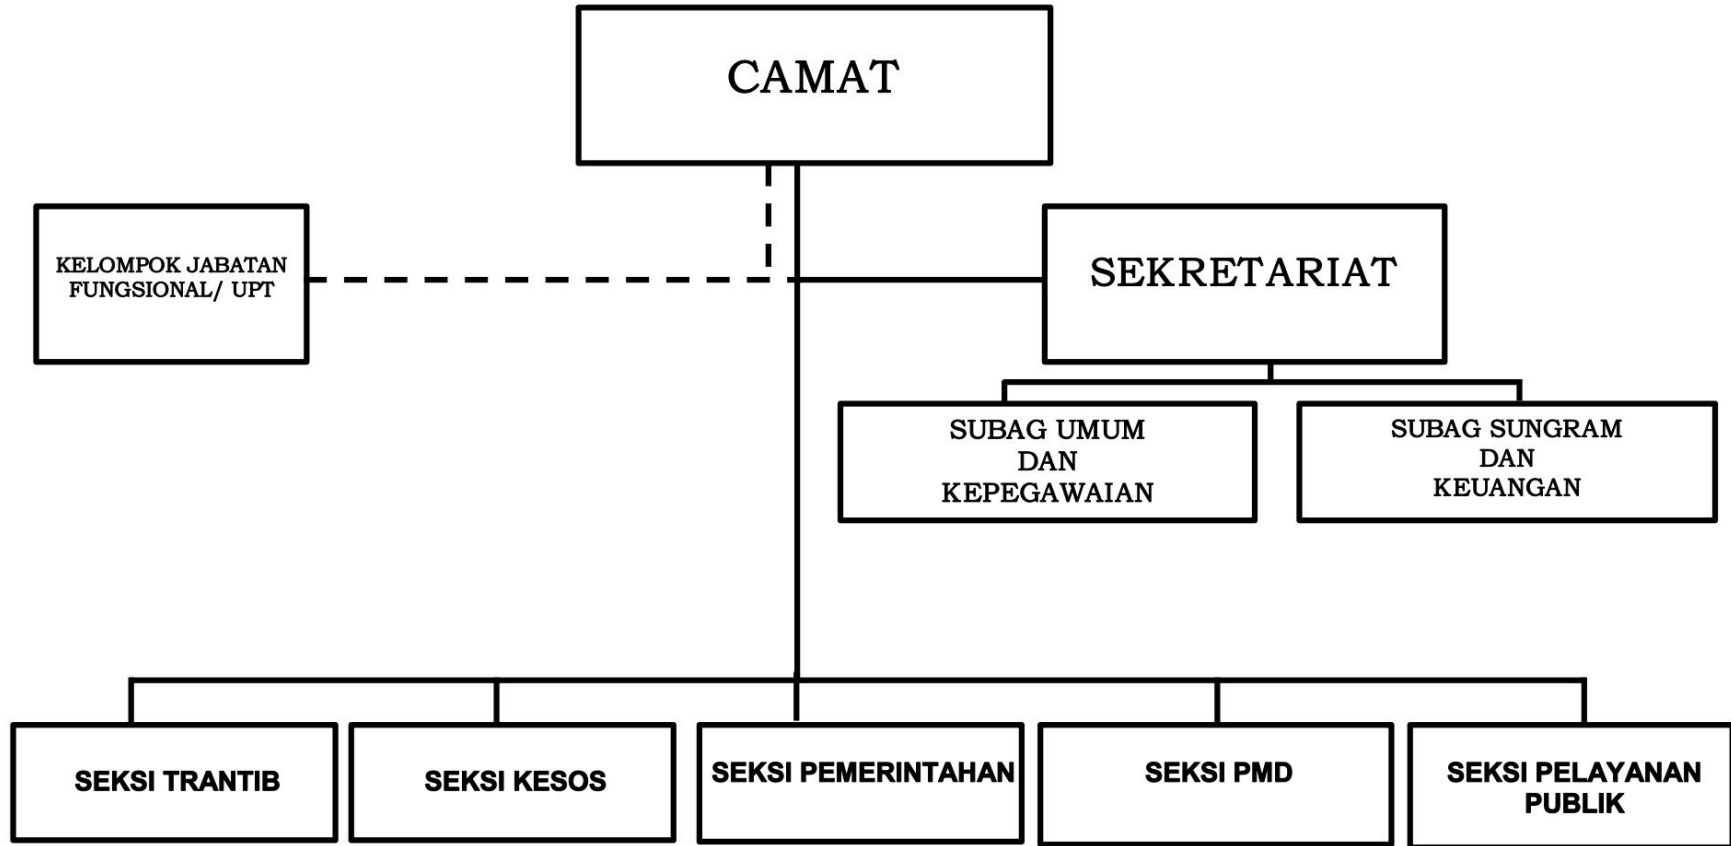 CAMAT
KELOMPOK JABATAN
FUNGSIONAL/ UPT
SEKRETARIAT
SUBAG UMUM
DAN
KEPEGAWAIAN
SUBAG SUNGRAM
DAN
KEUANGAN
SEKSI TRANTIB
SEKSI KESOS
SEKSI PEMERINTAHAN
SEKSI PMD
SEKSI PELAYANAN
PUBLIK